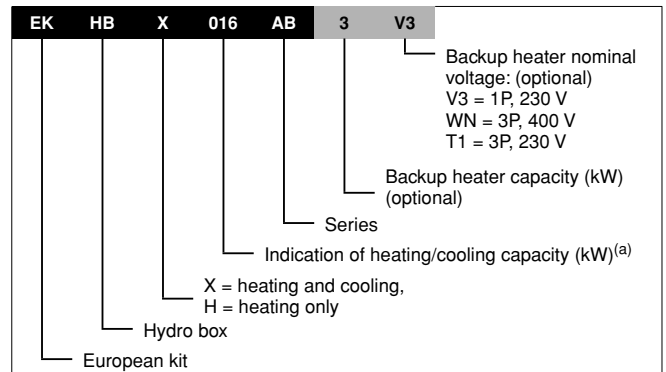 EK HB X 016 AB 3 V3
Backup heater nominal
voltage: (optional)
V3 = 1P, 230 V
WN = 3P, 400 V
T1 = 3P, 230 V
Backup heater capacity (kW)
(optional)
Series
Indication of heating/cooling capacity (kW)(a)
X = heating and cooling,
H = heating only
Hydro box
European kit